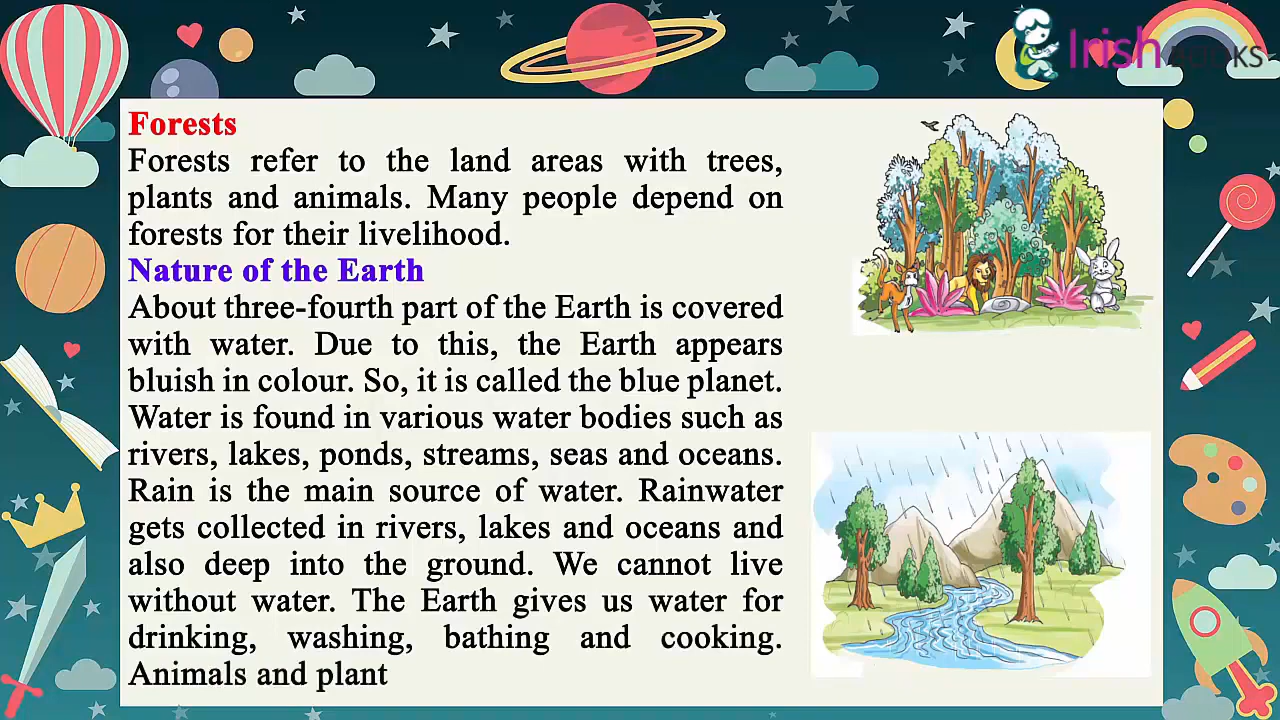 Irish BOOKS
Forests
Forests refer to the land areas with trees,
plants and animals. Many people depend on
forests for their livelihood.
Nature of the Earth
About three-fourth part of the Earth is covered
with water. Due to this, the Earth appears
bluish in colour. So, it is called the blue planet.
Water is found in various water bodies such as
rivers, lakes, ponds, streams, seas and oceans.
Rain is the main source of water. Rainwater
gets collected in rivers, lakes and oceans and
also deep into the ground. We cannot live
without water. The Earth gives us water for
drinking, washing, bathing and cooking.
Animals and plant